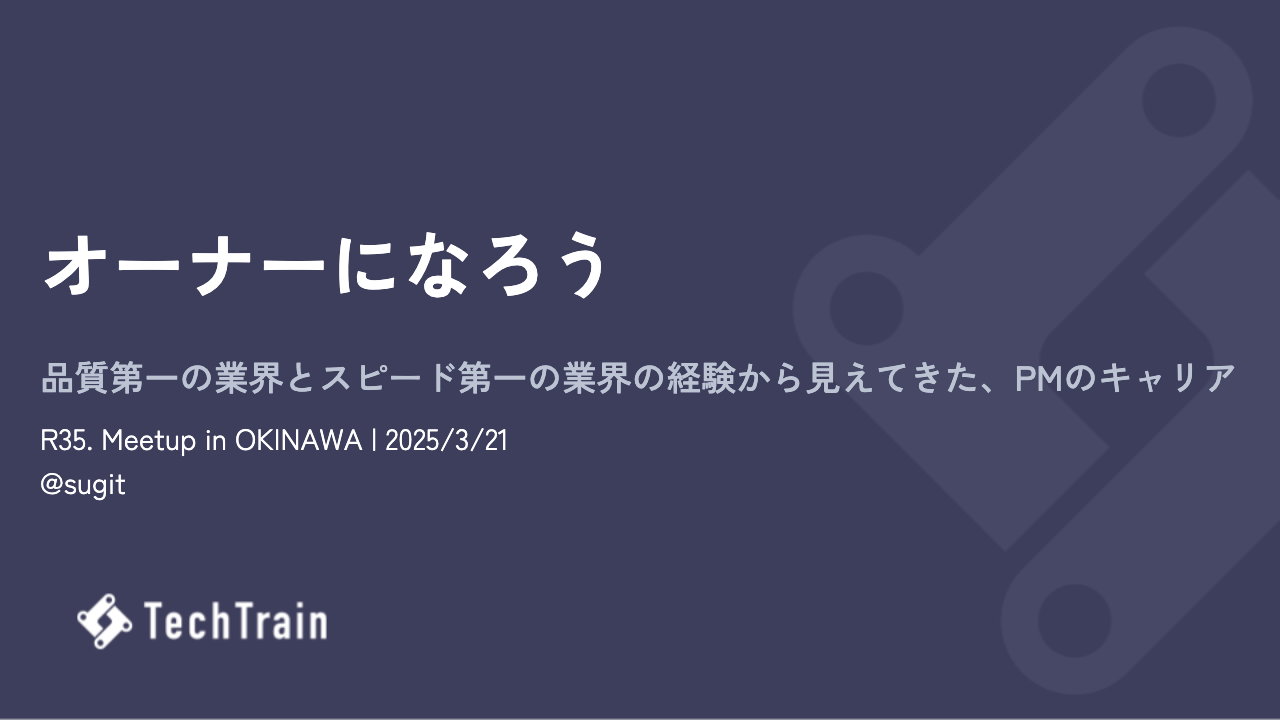 オーナーになろう
品質第一の業界とスピード第一の業界の経験から見えてきた、PMのキャリア
R35. Meetup in OKINAWA | 2025/3/21
@sugit
TechTrain